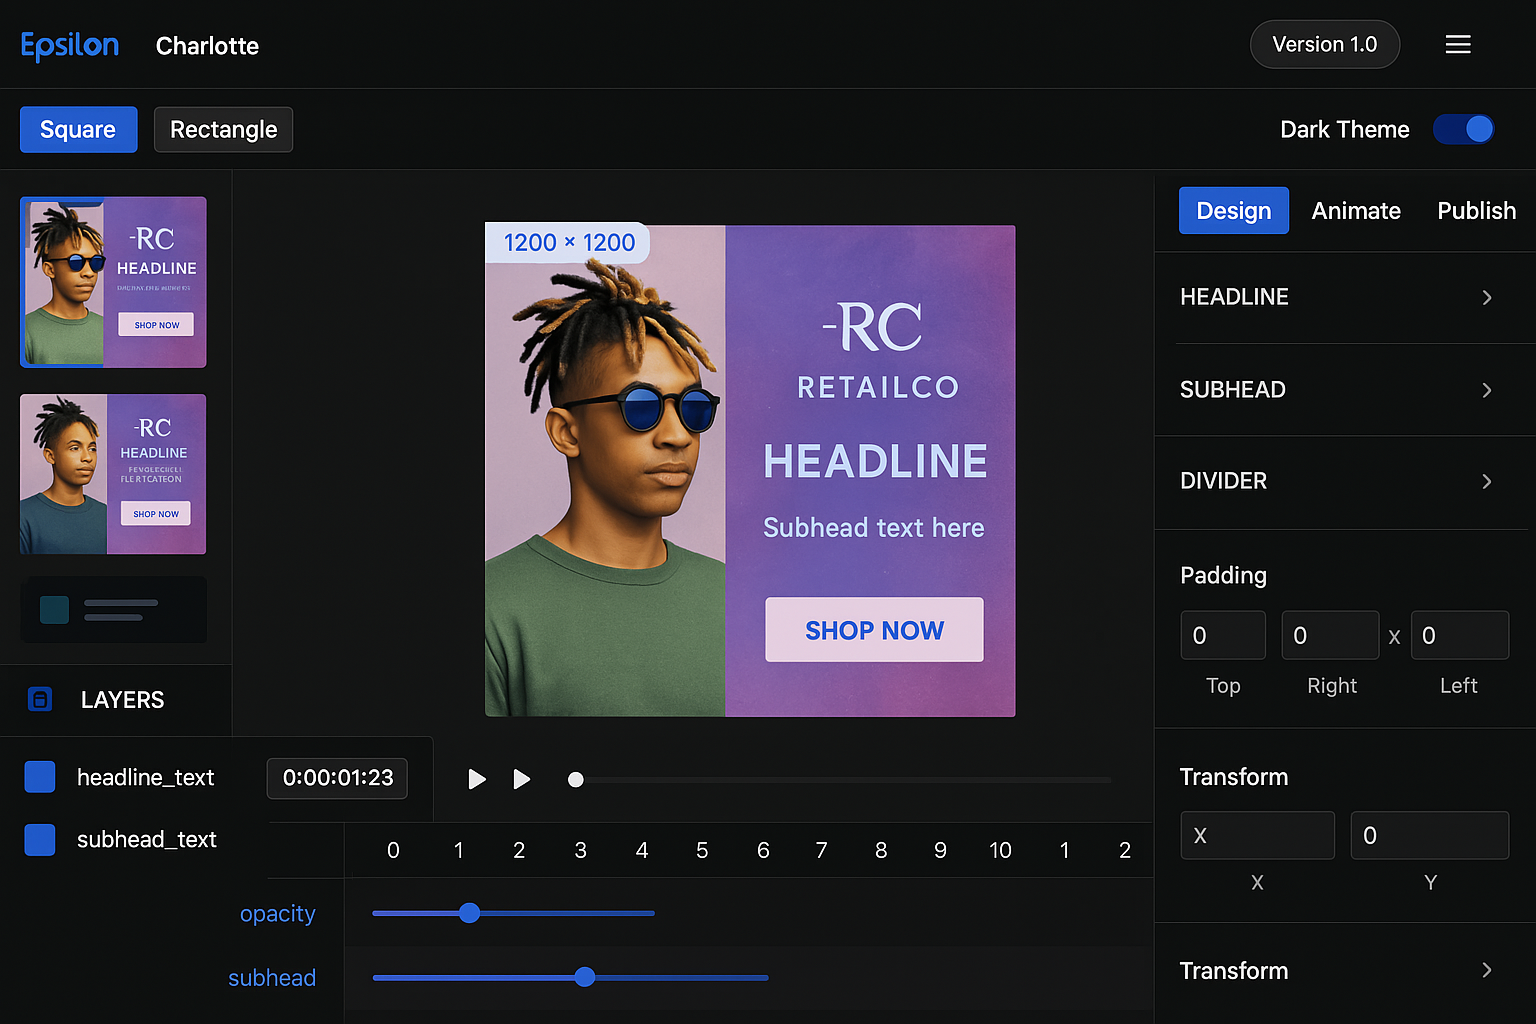 Epsilon
Charlotte
Version 1.0
Square
Rectangle
Dark Theme
-RC
HEADLINE
SHOP NOW
-RC
HEADLINE
SHOP NOW
LAYERS
1200 × 1200
-RC
RETAILCO
HEADLINE
Subhead text here
SHOP NOW
Design
Animate
Publish
HEADLINE
SUBHEAD
DIVIDER
Padding
0 0 X 0
Top Right Left
Transform
X 0
X Y
Transform
headline_text
0:00:01:23
subhead_text
0 1 2 3 4 5 6 7 8 9 10 1 2
opacity
subhead